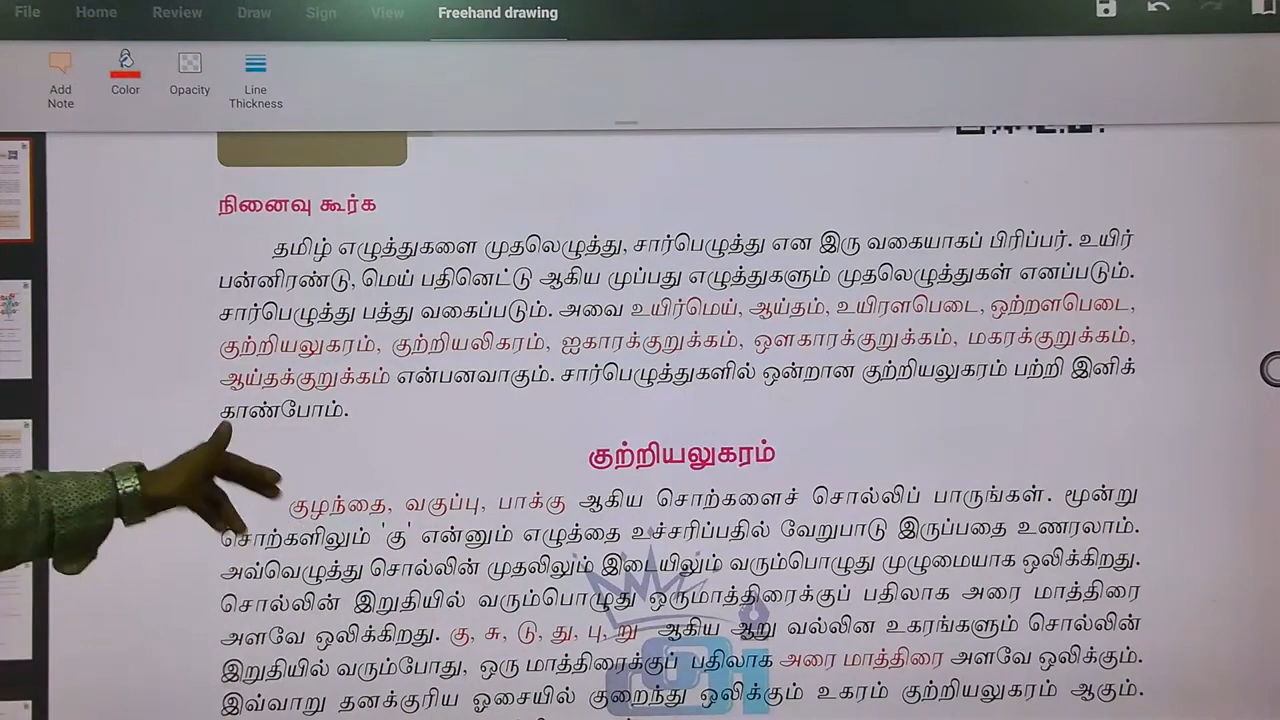 File Home Review Draw Sign View Freehand drawing
Add Note Color Opacity Line Thickness
நினைவு கூர்க
தமிழ் எழுத்துகளை முதலெழுத்து, சார்பெழுத்து என இரு வகையாகப் பிரிப்பர். உயிர்
பன்னிரண்டு, மெய் பதினெட்டு ஆகிய முப்பது எழுத்துகளும் முதலெழுத்துகள் எனப்படும்.
சார்பெழுத்து பத்து வகைப்படும். அவை உயிர்மெய், ஆய்தம், உயிரளபெடை, ஒற்றளபெடை,
குற்றியலுகரம், குற்றியலிகரம், ஐகாரக்குறுக்கம், ஔகாரக்குறுக்கம், மகரக்குறுக்கம்,
ஆய்தக்குறுக்கம் என்பனவாகும். சார்பெழுத்துகளில் ஒன்றான குற்றியலுகரம் பற்றி இனிக்
காண்போம்.
குற்றியலுகரம்
குழந்தை, வகுப்பு, பாக்கு ஆகிய சொற்களைச் சொல்லிப் பாருங்கள். மூன்று
சொற்களிலும் 'கு' என்னும் எழுத்தை உச்சரிப்பதில் வேறுபாடு இருப்பதை உணரலாம்.
அவ்வெழுத்து சொல்லின் முதலிலும் இடையிலும் வரும்பொழுது முழுமையாக ஒலிக்கிறது.
சொல்லின் இறுதியில் வரும்பொழுது ஒருமாத்திரைக்குப் பதிலாக அரை மாத்திரை
அளவே ஒலிக்கிறது. கு, சு, டு, து, பு, று ஆகிய ஆறு வல்லின உகரங்களும் சொல்லின்
இறுதியில் வரும்போது, ஒரு மாத்திரைக்குப் பதிலாக அரை மாத்திரை அளவே ஒலிக்கும்.
இவ்வாறு தனக்குரிய ஓசையில் குறைந்து ஒலிக்கும் உகரம் குற்றியலுகரம் ஆகும்.